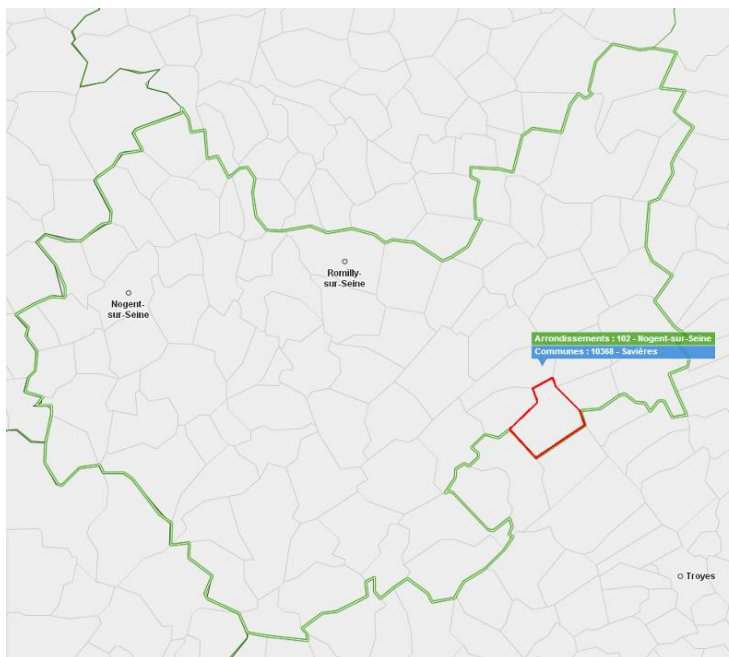 Romilly-
sur-Seine
Nogent-
sur-Seine
Arrondissements : 102 - Nogent-sur-Seine
Communes : 10368 - Savières
Troyes